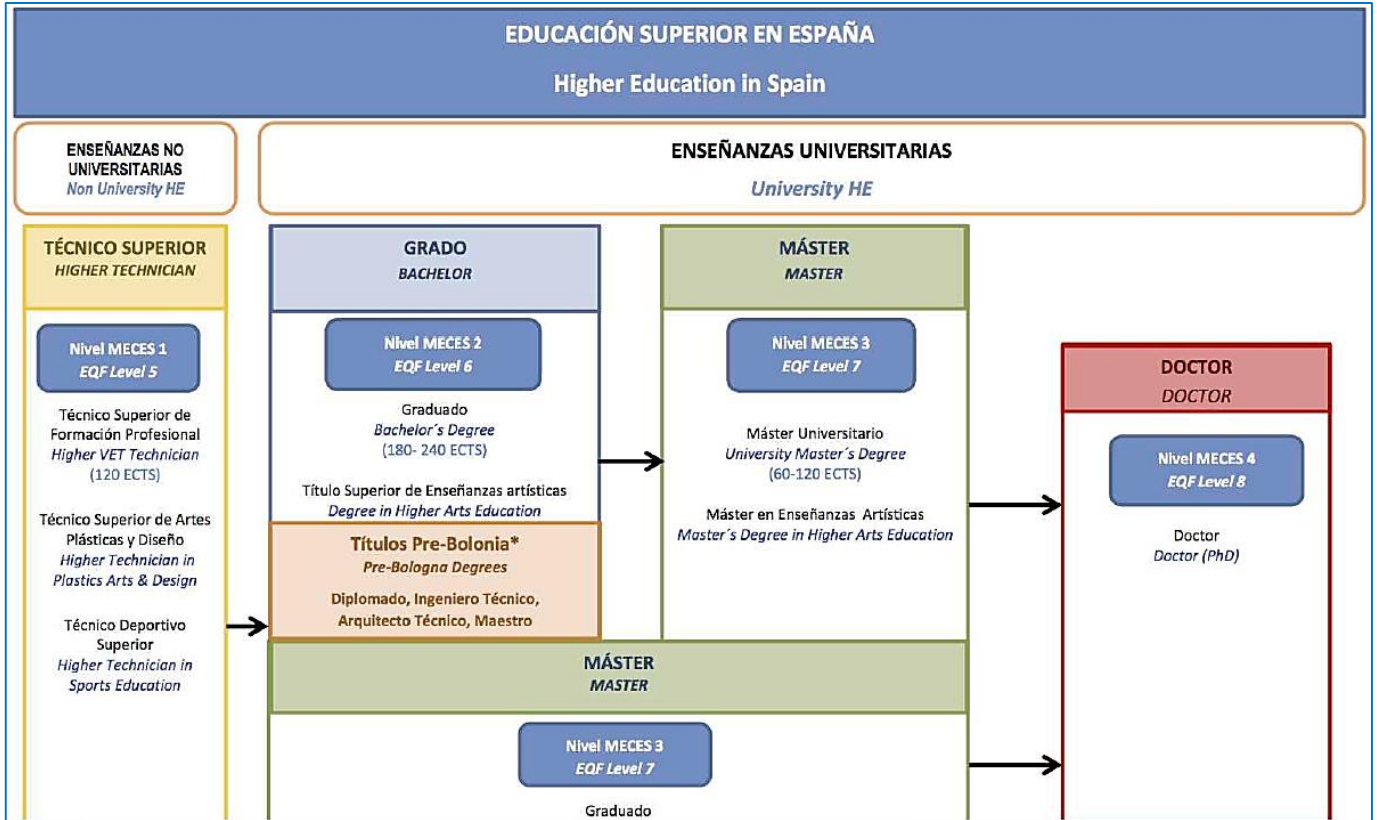 EDUCACIÓN SUPERIOR EN ESPAÑA
Higher Education in Spain
ENSEÑANZAS NO
UNIVERSITARIAS
Non University HE
ENSEÑANZAS UNIVERSITARIAS
University HE
TÉCNICO SUPERIOR
HIGHER TECHNICIAN
Nivel MECES 1
EQF Level 5
Técnico Superior de
Formación Profesional
Higher VET Technician
(120 ECTS)
Técnico Superior de Artes
Plásticas y Diseño
Higher Technician in
Plastics Arts & Design
Técnico Deportivo
Superior
Higher Technician in
Sports Education
GRADO
BACHELOR
Nivel MECES 2
EQF Level 6
Graduado
Bachelor´s Degree
(180- 240 ECTS)
Título Superior de Enseñanzas artísticas
Degree in Higher Arts Education
Títulos Pre-Bolonia*
Pre-Bologna Degrees
Diplomado, Ingeniero Técnico,
Arquitecto Técnico, Maestro
MÁSTER
MASTER
Nivel MECES 3
EQF Level 7
Máster Universitario
University Master´s Degree
(60-120 ECTS)
Máster en Enseñanzas Artísticas
Master´s Degree in Higher Arts Education
MÁSTER
MASTER
Nivel MECES 3
EQF Level 7
Graduado
DOCTOR
DOCTOR
Nivel MECES 4
EQF Level 8
Doctor
Doctor (PhD)